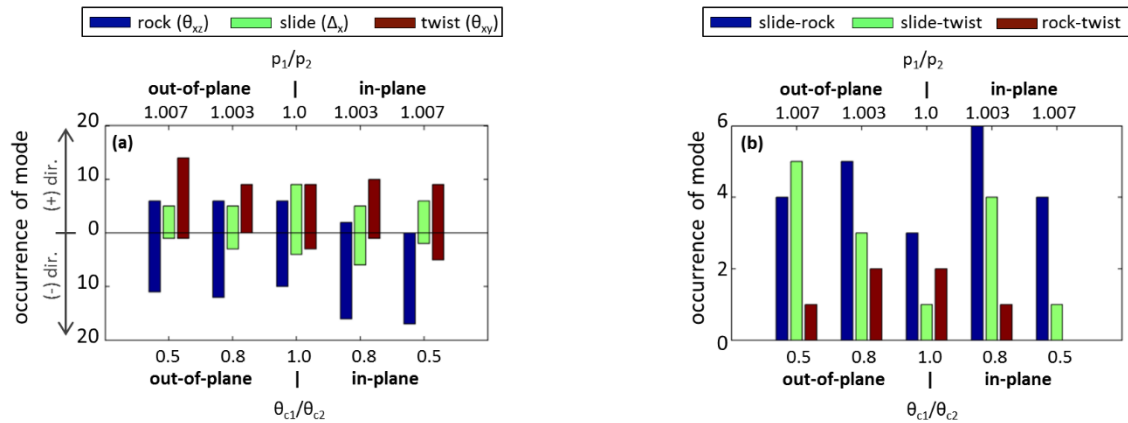 rock (θxz) slide (Δx) twist (θxy)
p1/p2
out-of-plane | in-plane
1.007 1.003 1.0 1.003 1.007
(a)
occurrence of mode
(+) dir.
(-) dir.
20
10
0
10
20
0.5 0.8 1.0 0.8 0.5
out-of-plane | in-plane
θc1/θc2
slide-rock slide-twist rock-twist
p1/p2
out-of-plane | in-plane
1.007 1.003 1.0 1.003 1.007
(b)
occurrence of mode
6
4
2
0
0.5 0.8 1.0 0.8 0.5
out-of-plane | in-plane
θc1/θc2